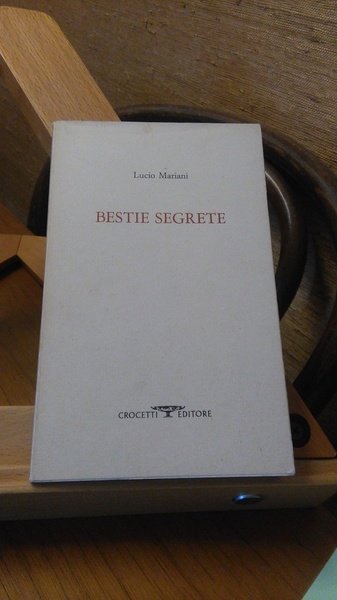 Lucio Mariani
BESTIE SEGRETE
CROCETTI EDITORE